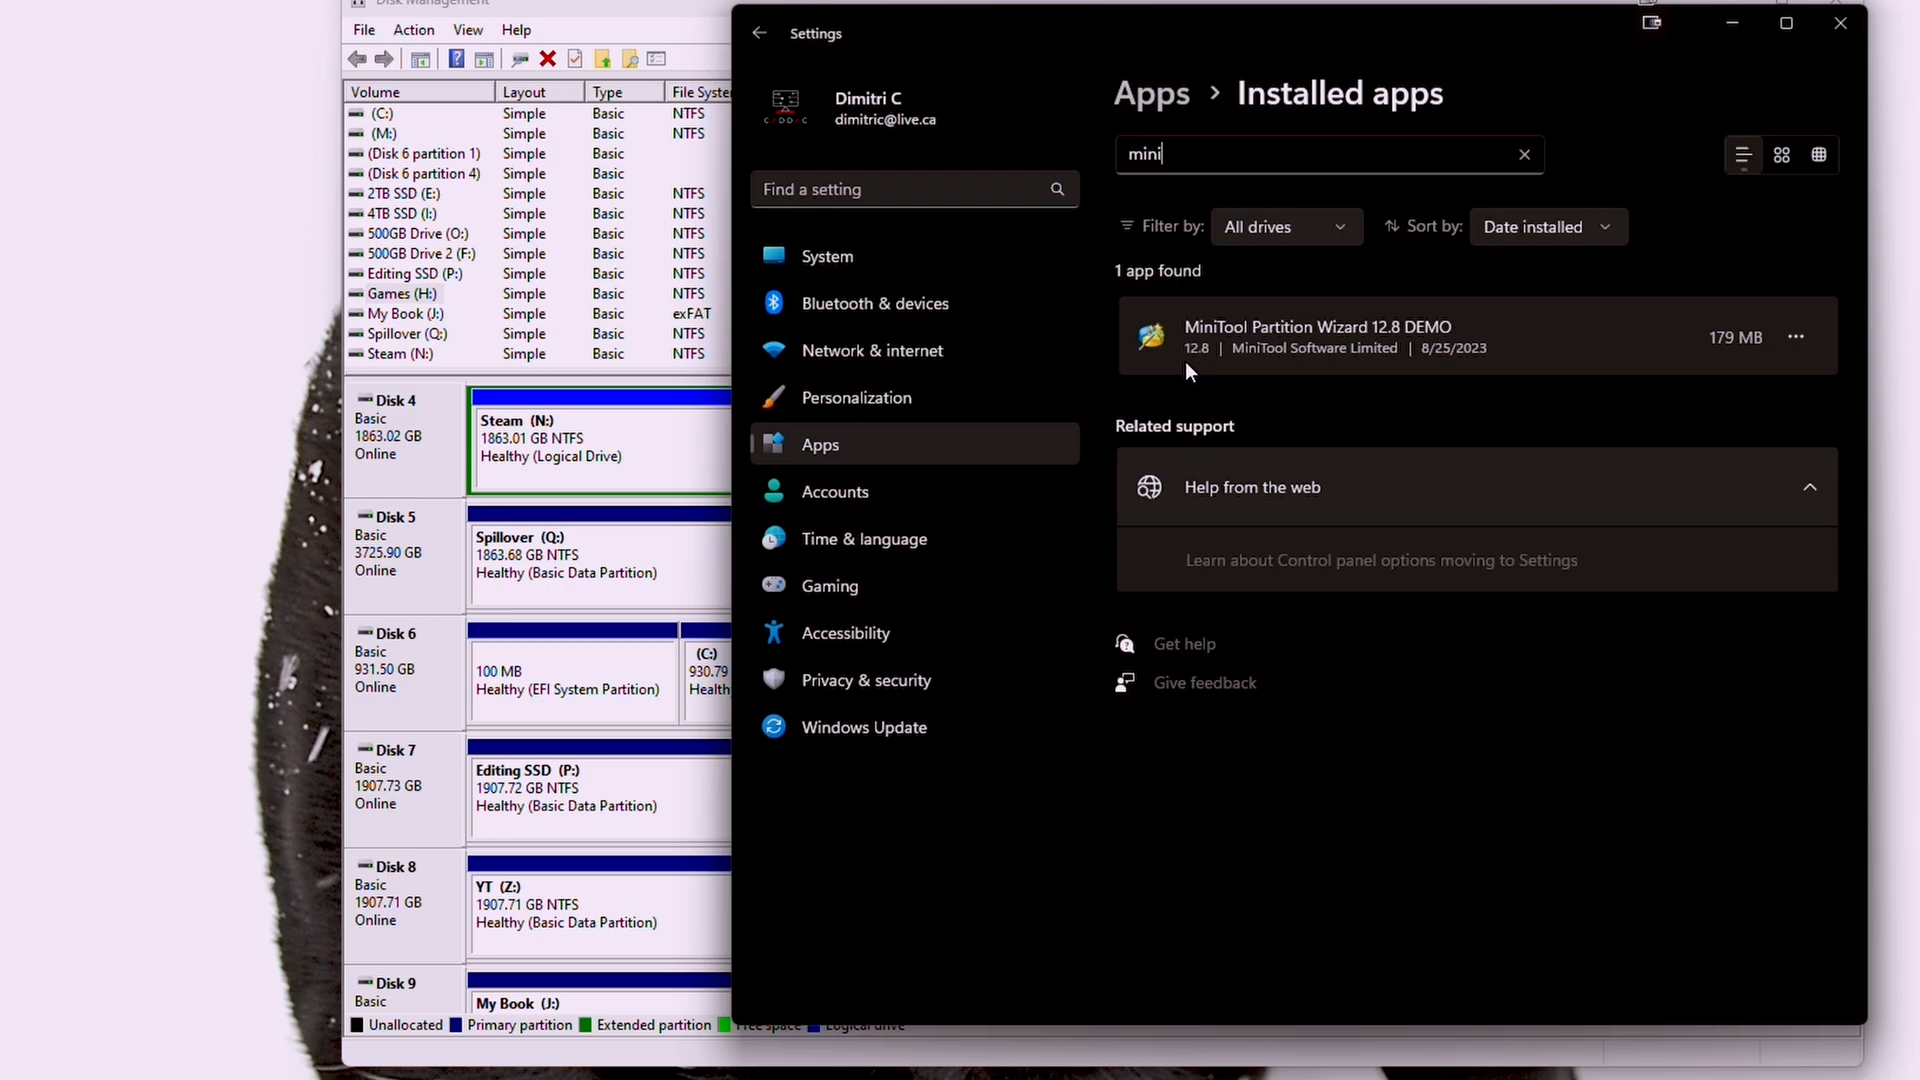 Disk Management
File Action View Help
Volume Layout Type File Syste
(C:) Simple Basic NTFS
(M:) Simple Basic NTFS
(Disk 6 partition 1) Simple Basic
(Disk 6 partition 4) Simple Basic
2TB SSD (E:) Simple Basic NTFS
4TB SSD (I:) Simple Basic NTFS
500GB Drive (O:) Simple Basic NTFS
500GB Drive 2 (F:) Simple Basic NTFS
Editing SSD (P:) Simple Basic NTFS
Games (H:) Simple Basic NTFS
My Book (J:) Simple Basic exFAT
Spillover (Q:) Simple Basic NTFS
Steam (N:) Simple Basic NTFS
Disk 4
Basic
1863.02 GB
Online
Steam (N:)
1863.01 GB NTFS
Healthy (Logical Drive)
Disk 5
Basic
3725.90 GB
Online
Spillover (Q:)
1863.68 GB NTFS
Healthy (Basic Data Partition)
Disk 6
Basic
931.50 GB
Online
100 MB
Healthy (EFI System Partition)
(C:)
930.79
Health
Disk 7
Basic
1907.73 GB
Online
Editing SSD (P:)
1907.72 GB NTFS
Healthy (Basic Data Partition)
Disk 8
Basic
1907.71 GB
Online
YT (Z:)
1907.71 GB NTFS
Healthy (Basic Data Partition)
Disk 9
Basic
My Book (J:)
Unallocated Primary partition Extended partition Free space Logical drive
Settings
Dimitri C
dimitric@live.ca
Find a setting
System
Bluetooth & devices
Network & internet
Personalization
Apps
Accounts
Time & language
Gaming
Accessibility
Privacy & security
Windows Update
Apps > Installed apps
mini
Filter by: All drives Sort by: Date installed
1 app found
MiniTool Partition Wizard 12.8 DEMO
12.8 | MiniTool Software Limited | 8/25/2023
179 MB
Related support
Help from the web
Learn about Control panel options moving to Settings
Get help
Give feedback